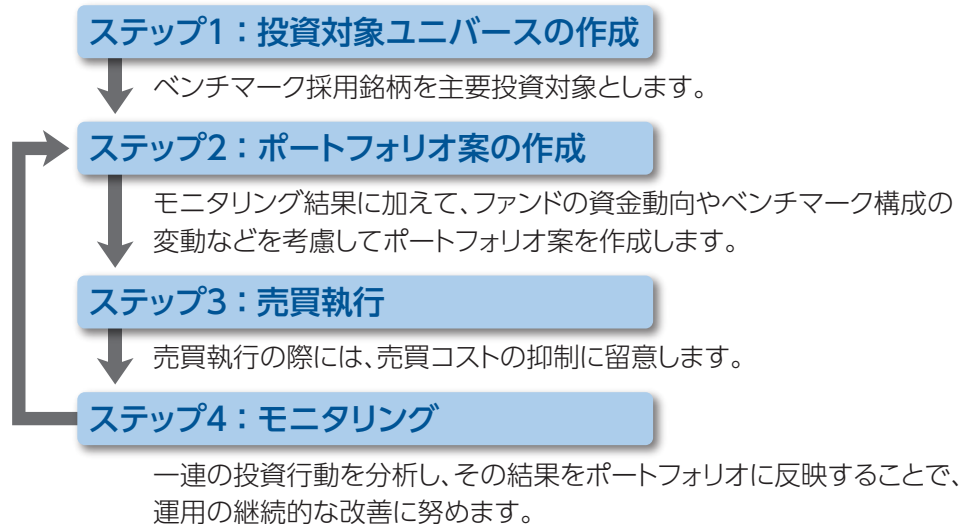 ステップ1：投資対象ユニバースの作成
ベンチマーク採用銘柄を主要投資対象とします。
ステップ2：ポートフォリオ案の作成
モニタリング結果に加えて、ファンドの資金動向やベンチマーク構成の
変動などを考慮してポートフォリオ案を作成します。
ステップ3：売買執行
売買執行の際には、売買コストの抑制に留意します。
ステップ4：モニタリング
一連の投資行動を分析し、その結果をポートフォリオに反映することで、
運用の継続的な改善に努めます。